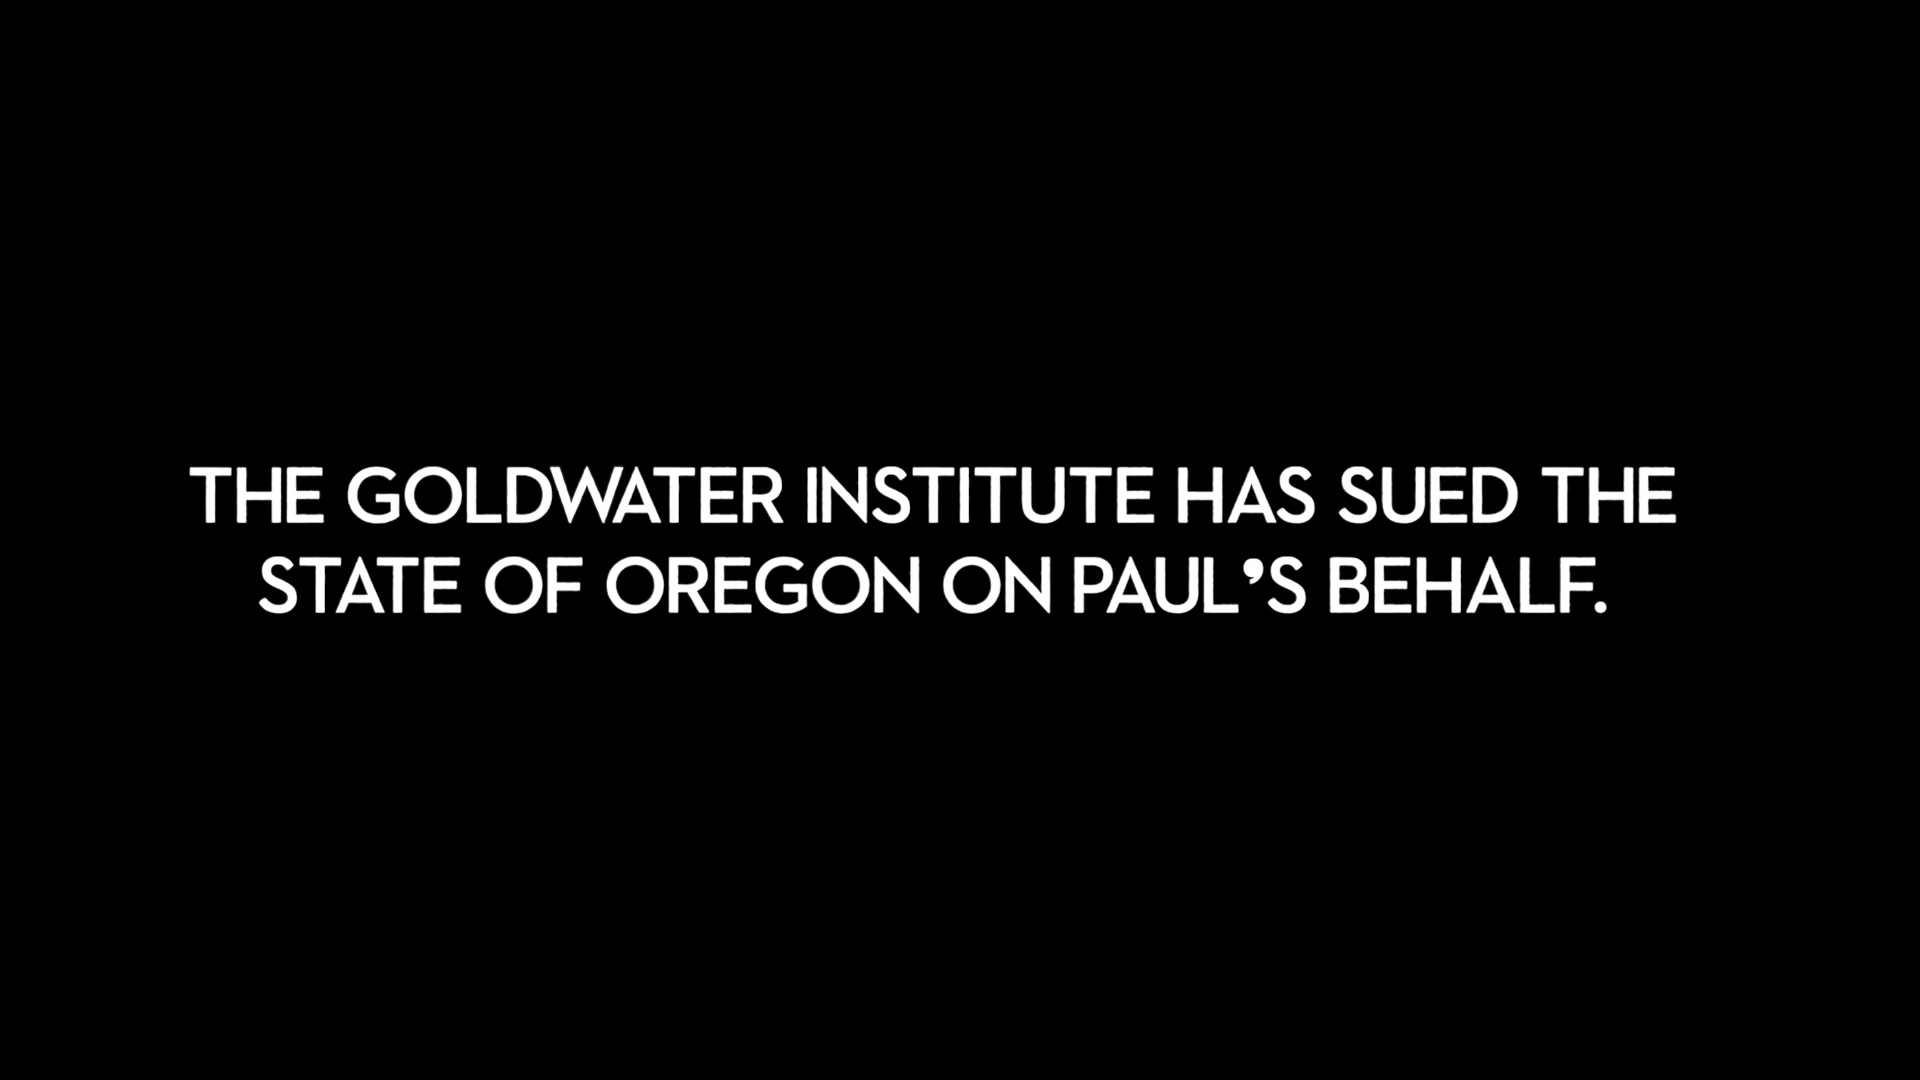 THE GOLDWATER INSTITUTE HAS SUED THE
STATE OF OREGON ON PAUL’S BEHALF.